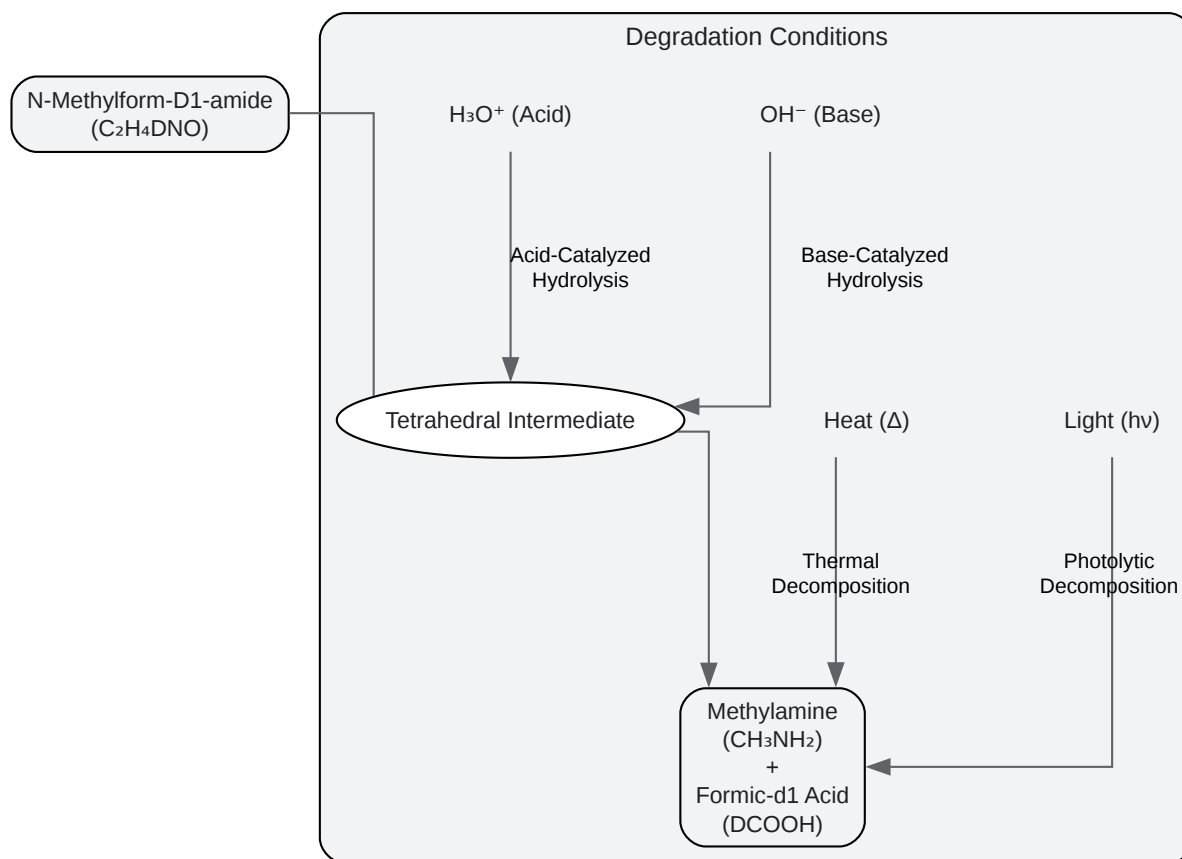 Degradation Conditions
N-Methylform-D1-amide
(C₂H₄DNO)
H₃O⁺ (Acid)
OH⁻ (Base)
Acid-Catalyzed
Hydrolysis
Base-Catalyzed
Hydrolysis
Tetrahedral Intermediate
Heat (Δ)
Light (hν)
Thermal
Decomposition
Photolytic
Decomposition
Methylamine
(CH₃NH₂)
+
Formic-d1 Acid
(DCOOH)